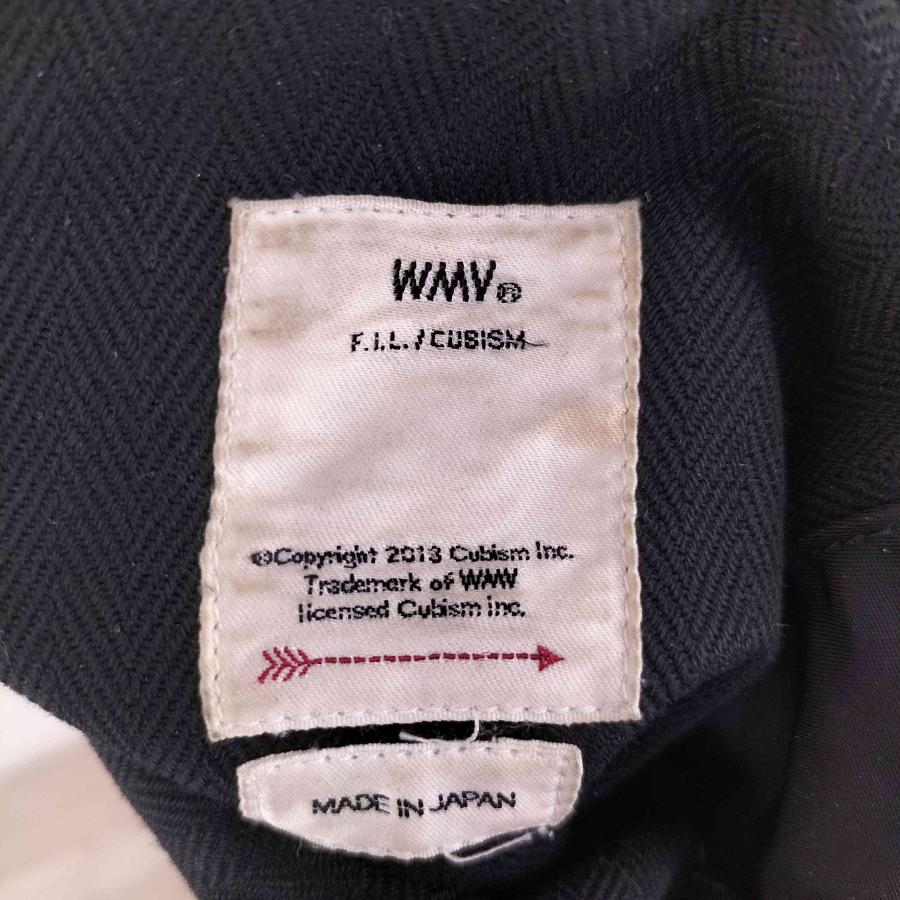 WMV®
F.I.L. / CUBISM
©Copyright 2013 Cubism Inc.
Trademark of WMV
licensed Cubism inc.
MADE IN JAPAN